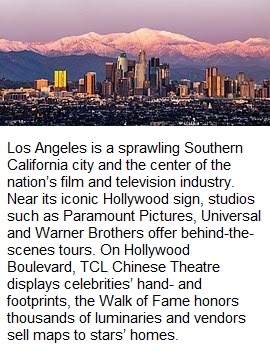 Los Angeles is a sprawling Southern
California city and the center of the
nation's film and television industry.
Near its iconic Hollywood sign, studios
such as Paramount Pictures, Universal
and Warner Brothers offer behind-the-
scenes tours. On Hollywood
Boulevard, TCL Chinese Theatre
displays celebrities' hand- and
footprints, the Walk of Fame honors
thousands of luminaries and vendors
sell maps to stars' homes.